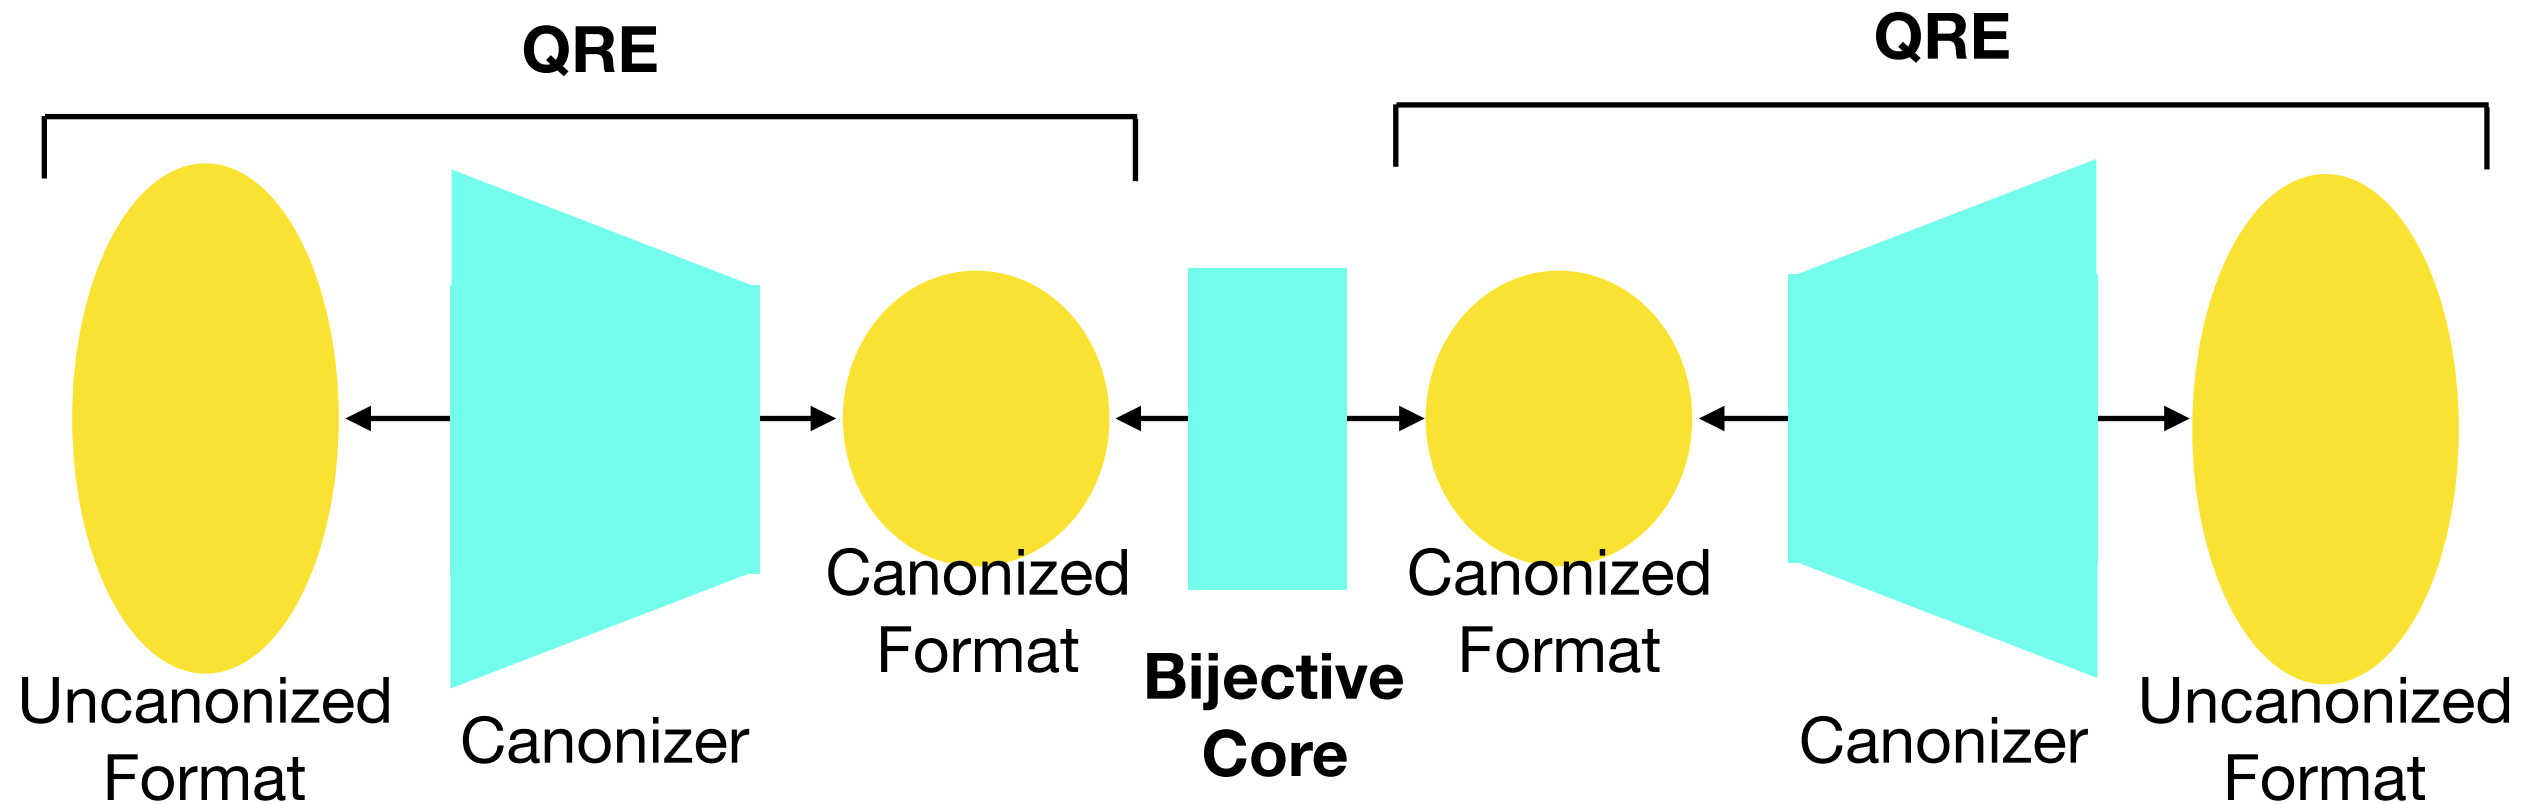 QRE
QRE
Uncanonized
Format
Canonizer
Canonized
Format
Bijective
Core
Canonized
Format
Canonizer
Uncanonized
Format